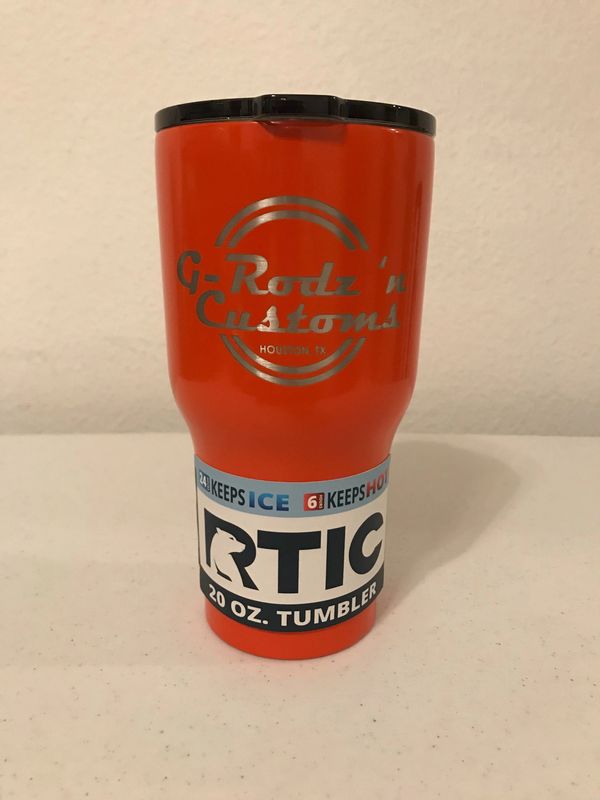 G-Rodz 'n
Customs
HOUSTON, TX
24 KEEPS ICE 6 KEEPS HOT
RTIC
20 OZ. TUMBLER